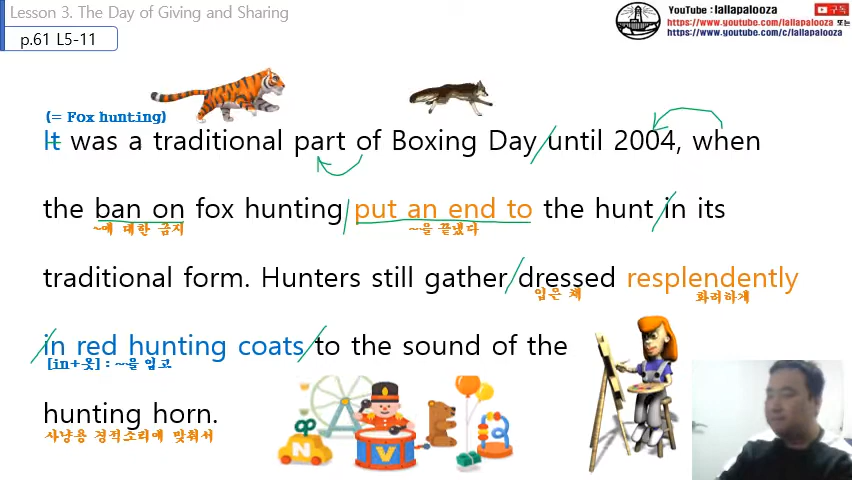 Lesson 3. The Day of Giving and Sharing
YouTube : lallapalooza 구독
https://www.youtube.com/lallapalooza 또는
https://www.youtube.com/c/lallapalooza
p.61 L5-11
(= Fox hunting)
It was a traditional part of Boxing Day until 2004, when
the ban on fox hunting put an end to the hunt in its
~에 대한 금지 ~을 끝냈다
traditional form. Hunters still gather dressed resplendently
입은 채 화려하게
in red hunting coats to the sound of the
[in+옷] : ~을 입고
hunting horn.
사냥용 경적소리에 맞춰서
N V